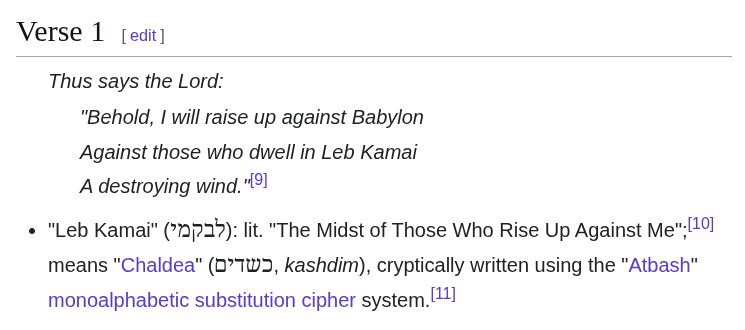 Verse 1 [ edit ]
Thus says the Lord:
"Behold, I will raise up against Babylon
Against those who dwell in Leb Kamai
A destroying wind."[9]
• "Leb Kamai" (לבקמי): lit. "The Midst of Those Who Rise Up Against Me";[10]
means "Chaldea" (כשדים, kashdim), cryptically written using the "Atbash"
monoalphabetic substitution cipher system.[11]